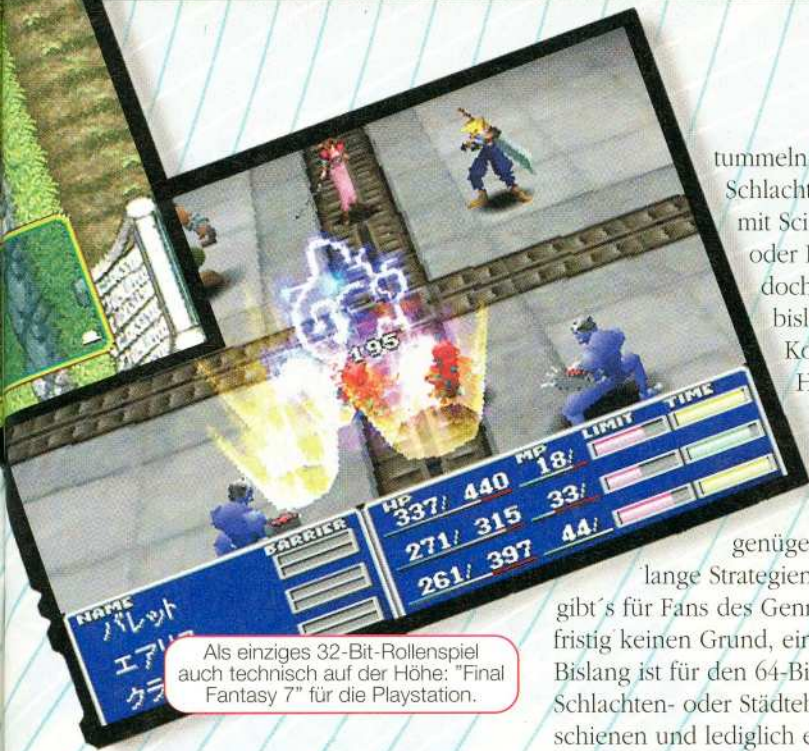 195
LIMIT TIME
HP MP
337/ 440 18/
271/ 315 33/
261/ 397 44/
BARRIER
NAME
バレット
エアリス
クラ
Als einziges 32-Bit-Rollenspiel
auch technisch auf der Höhe: "Final
Fantasy 7" für die Playstation.
tummeln
Schlacht
mit Sci
oder
doch
bisl
Ko
H
genüge
lange Strategien
gibt´s für Fans des Gen
fristig keinen Grund, ein
Bislang ist für den 64-Bi
Schlachten- oder Städteb
schienen und lediglich e